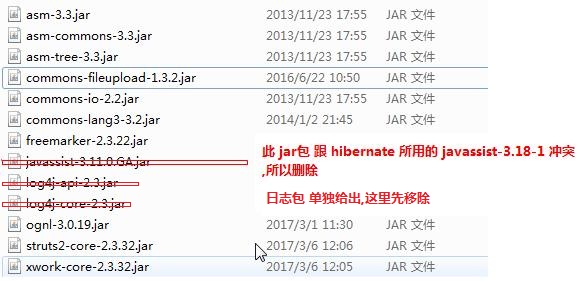 asm-3.3.jar 2013/11/23 17:55 JAR 文件
asm-commons-3.3.jar 2013/11/23 17:55 JAR 文件
asm-tree-3.3.jar 2013/11/23 17:55 JAR 文件
commons-fileupload-1.3.2.jar 2016/6/22 10:50 JAR 文件
commons-io-2.2.jar 2013/11/23 17:55 JAR 文件
commons-lang3-3.2.jar 2014/1/2 21:45 JAR 文件
freemarker-2.3.22.jar
此 jar包 跟 hibernate 所用的 javassist-3.18-1 冲突
javassist-3.11.0.GA.jar
,所以删除
log4j-api-2.3.jar
日志包 单独给出,这里先移除
log4j-core-2.3.jar
ognl-3.0.19.jar 2017/3/1 11:30 JAR 文件
struts2-core-2.3.32.jar 2017/3/6 12:06 JAR 文件
xwork-core-2.3.32.jar 2017/3/6 12:05 JAR 文件